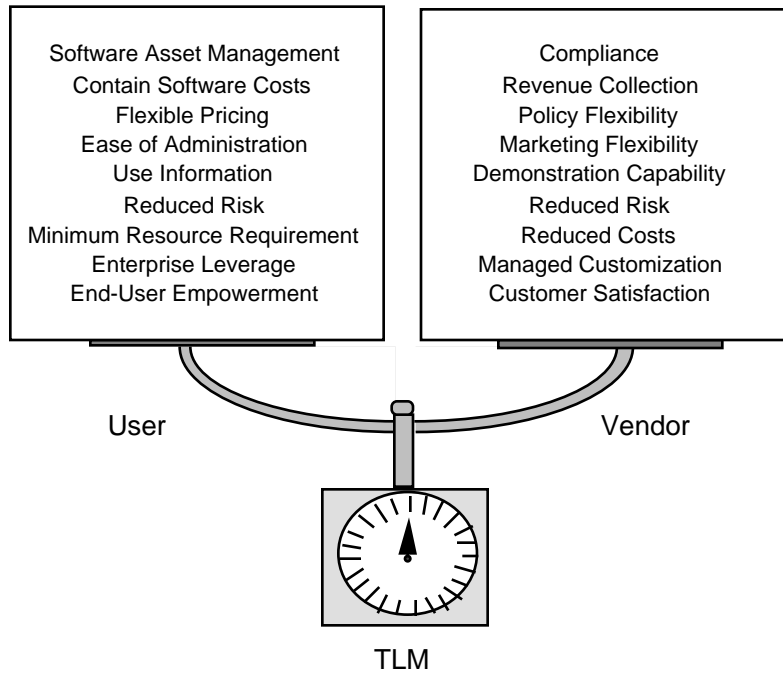 Software Asset Management
Contain Software Costs
Flexible Pricing
Ease of Administration
Use Information
Reduced Risk
Minimum Resource Requirement
Enterprise Leverage
End-User Empowerment
Compliance
Revenue Collection
Policy Flexibility
Marketing Flexibility
Demonstration Capability
Reduced Risk
Reduced Costs
Managed Customization
Customer Satisfaction
User
Vendor
TLM